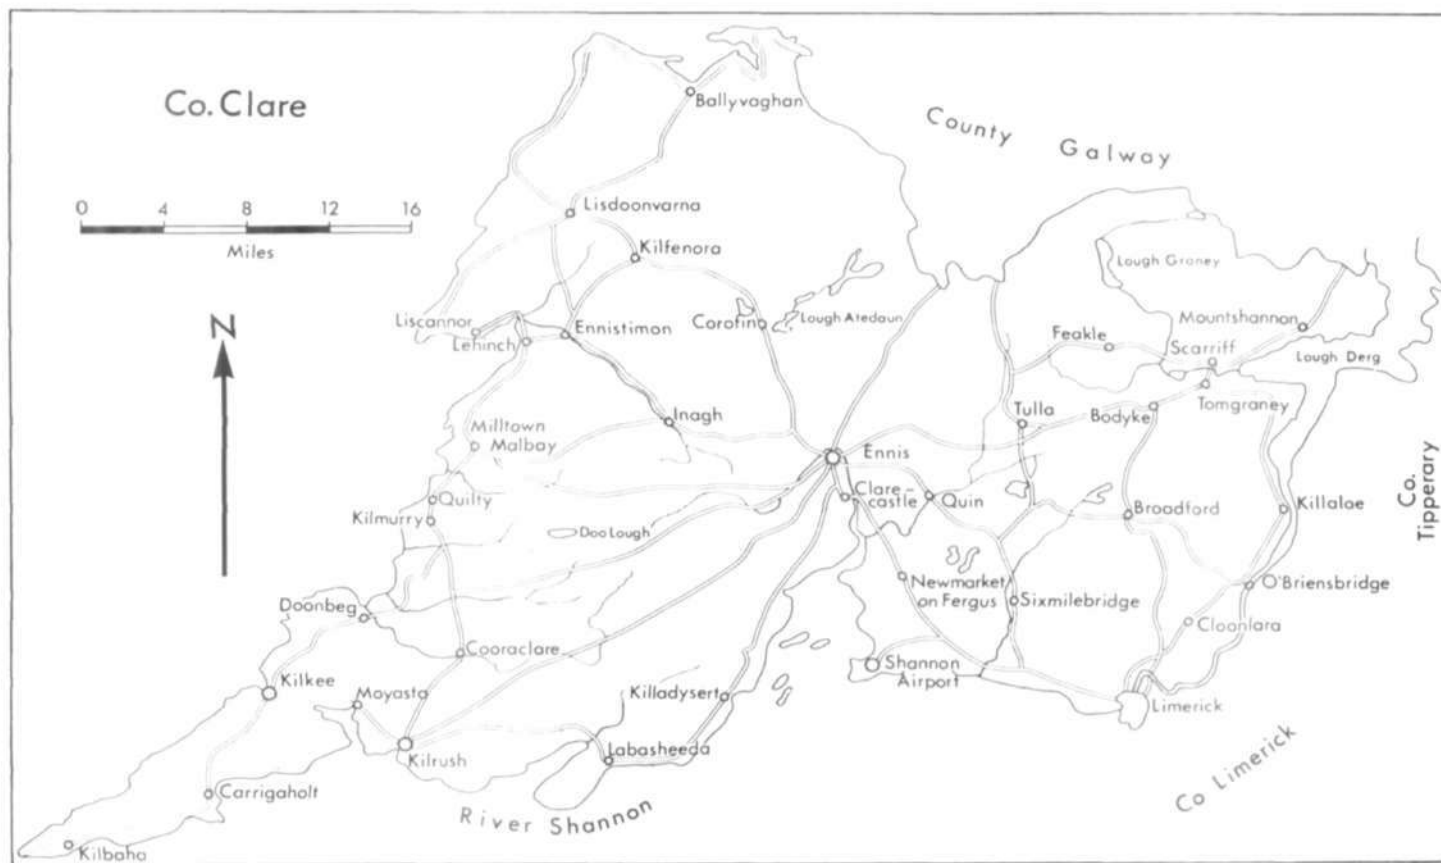 Co. Clare
0 4 8 12 16
Miles
N
County Galway
Ballyvaghan
Lisdoonvarna
Kilfenora
Lough Graney
Liscannor
Lehinch
Ennistimon
Corofin
Lough Atedaun
Feakle
Mountshannon
Scarriff
Lough Derg
Milltown
Malbay
Inagh
Tulla
Bodyke
Tomgraney
Ennis
Quilty
Kilmurry
Doo Lough
Clare-
castle
Quin
Broadford
Killaloe
Co.
Tipperary
Doonbeg
Newmarket
on Fergus
Sixmilebridge
O'Briensbridge
Cooraclare
Cloonlara
Kilkee
Moyasta
Killadysert
Shannon
Airport
Limerick
Kilrush
Labasheeda
Carrigaholt
River Shannon
Co Limerick
Kilbaha